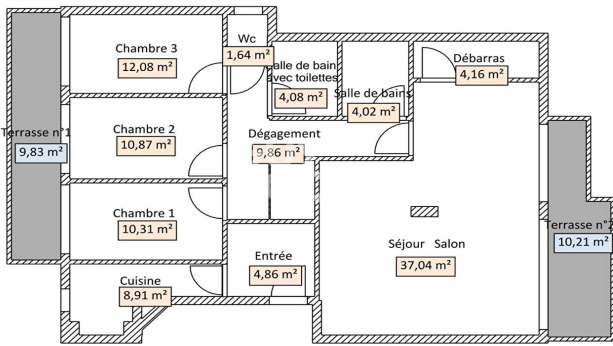 Chambre 3
12,08 m²
Wc
1,64 m²
Salle de bain
avec toilettes
4,08 m²
Salle de bains
4,02 m²
Débarras
4,16 m²
Terrasse n°1
9,83 m²
Chambre 2
10,87 m²
Dégagement
9,86 m²
Chambre 1
10,31 m²
Terrasse n°2
10,21 m²
Entrée
4,86 m²
Séjour Salon
37,04 m²
Cuisine
8,91 m²